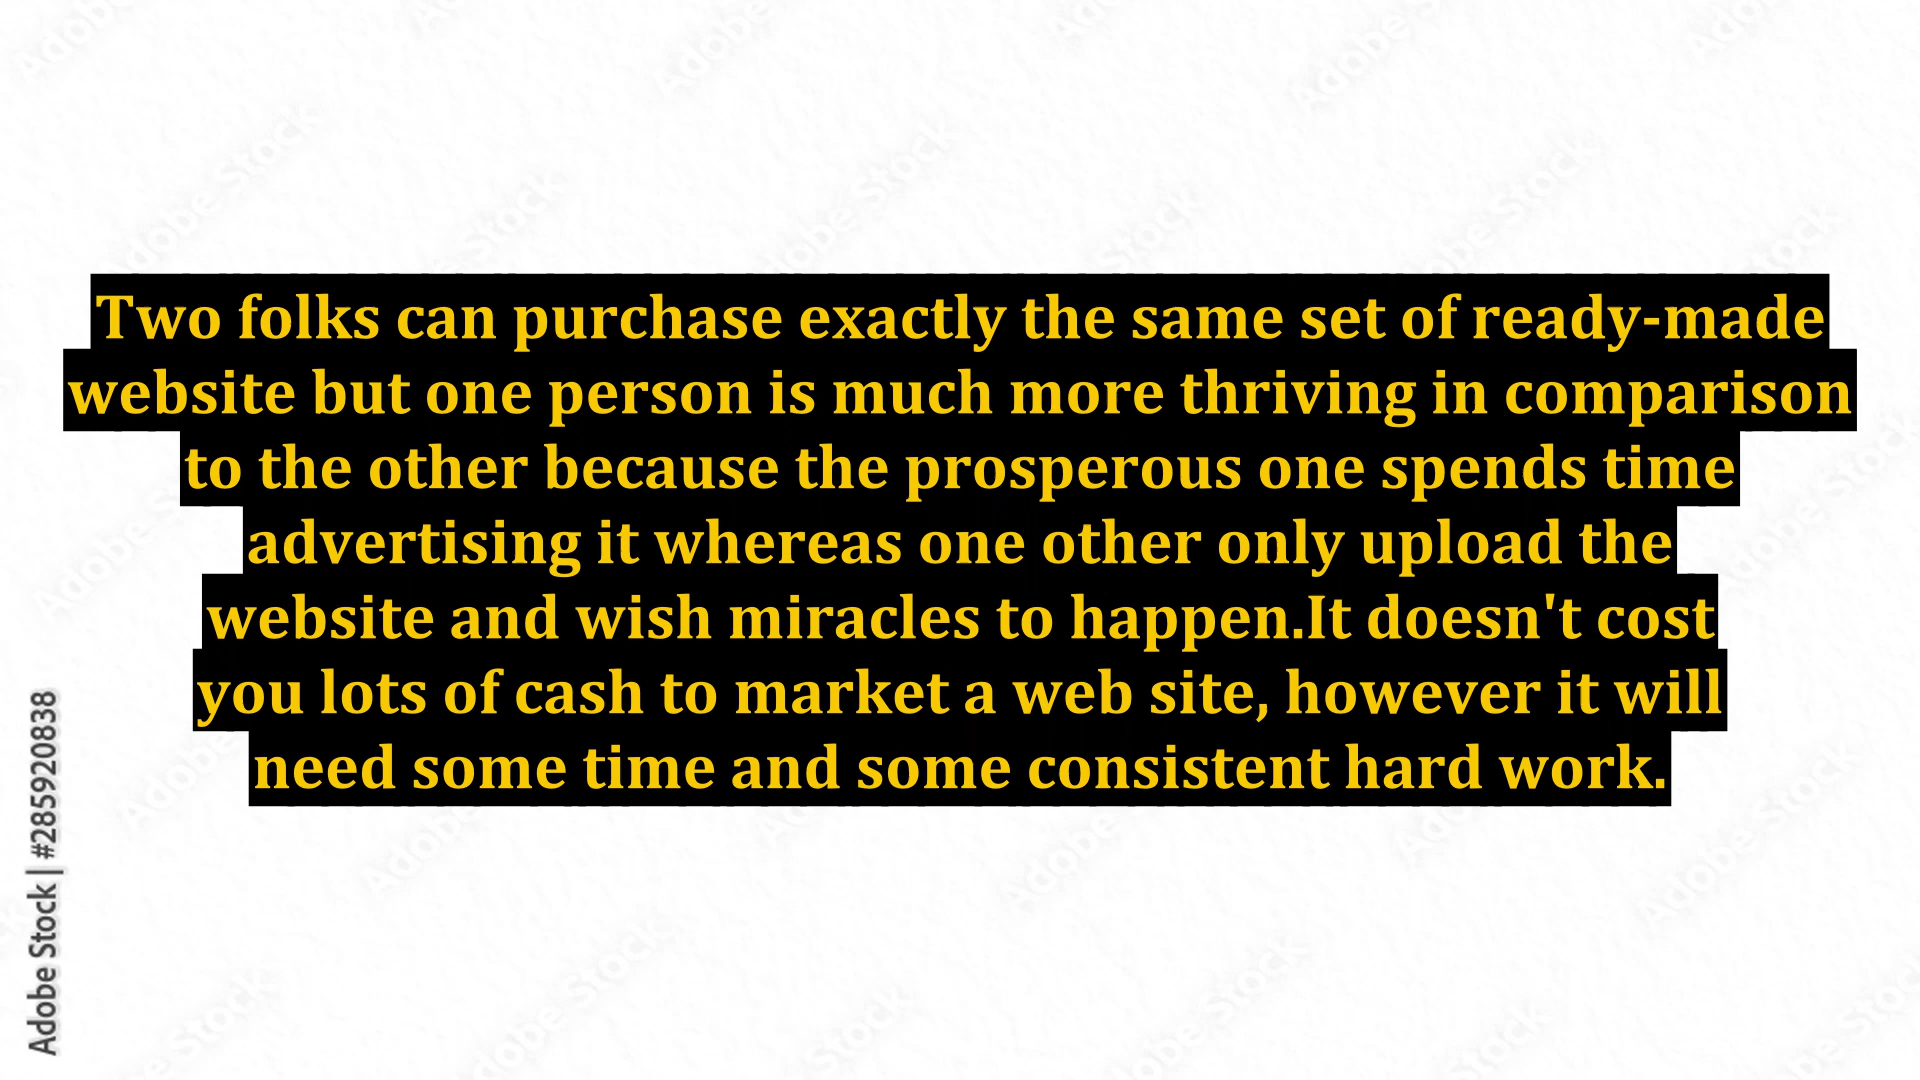 Two folks can purchase exactly the same set of ready-made
website but one person is much more thriving in comparison
to the other because the prosperous one spends time
advertising it whereas one other only upload the
website and wish miracles to happen.It doesn't cost
you lots of cash to market a web site, however it will
need some time and some consistent hard work.
Adobe Stock | #285920838